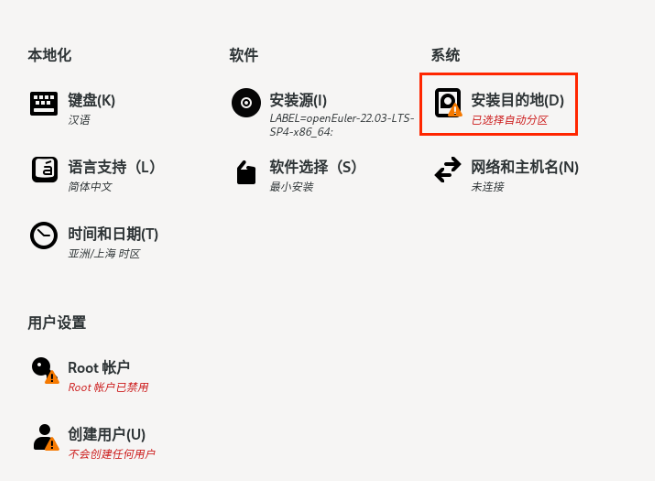 本地化
键盘(K)
汉语
语言支持（L）
简体中文
时间和日期(T)
亚洲/上海 时区
软件
安装源(I)
LABEL=openEuler-22.03-LTS-
SP4-x86_64:
软件选择（S）
最小安装
系统
安装目的地(D)
已选择自动分区
网络和主机名(N)
未连接
用户设置
Root 帐户
Root 帐户已禁用
创建用户(U)
不会创建任何用户